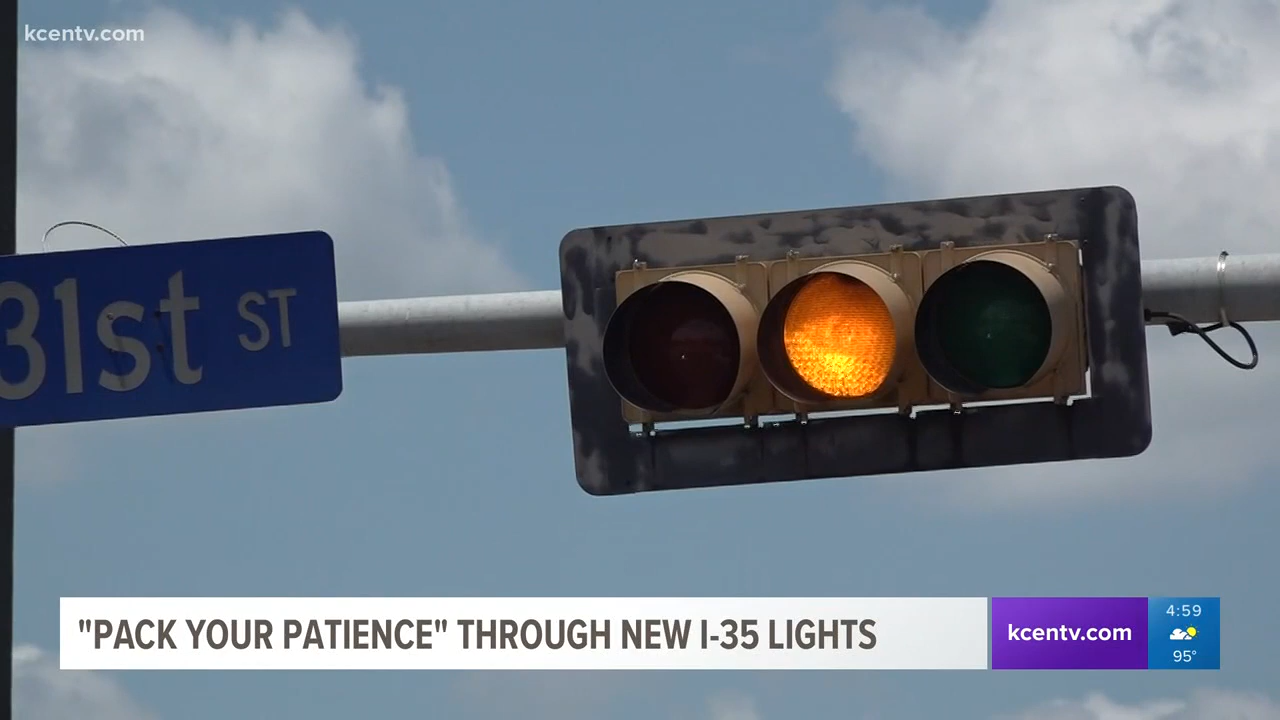 kcentv.com
31st ST
"PACK YOUR PATIENCE" THROUGH NEW I-35 LIGHTS
kcentv.com
4:59
95°